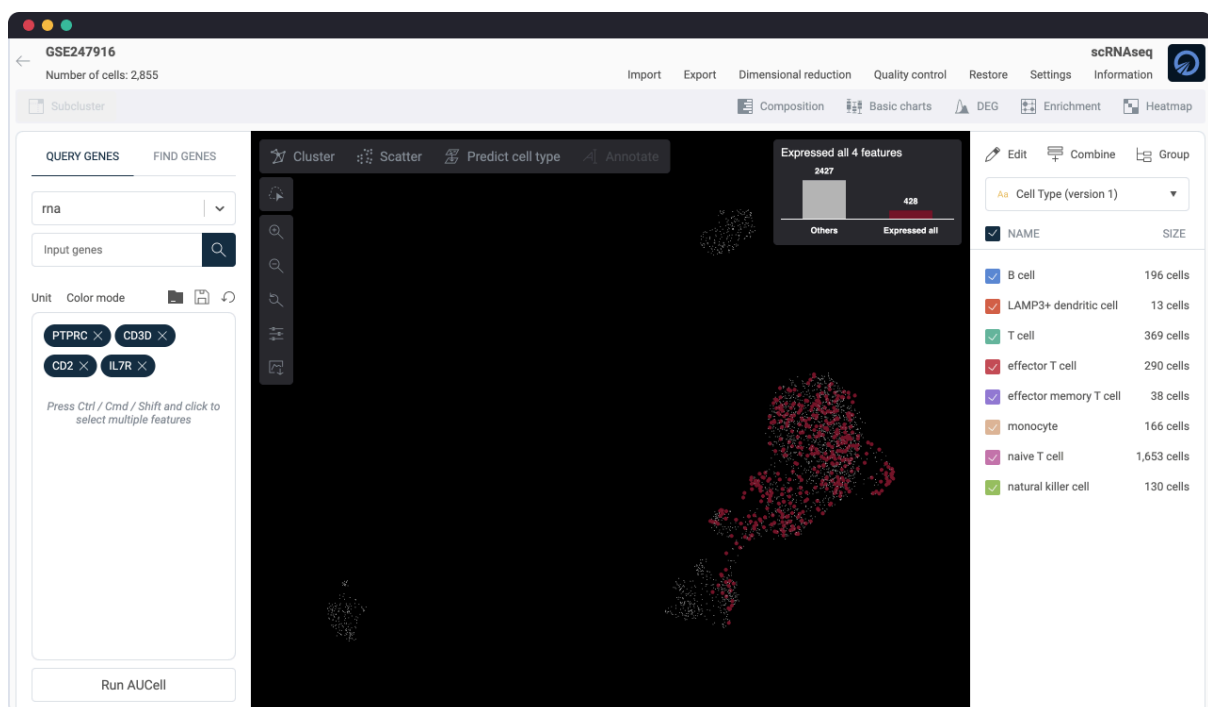 GSE247916
scRNAseq
Number of cells: 2,855
Import Export Dimensional reduction Quality control Restore Settings Information
Subcluster
Composition Basic charts DEG Enrichment Heatmap
QUERY GENES FIND GENES
rna
Input genes
Unit Color mode
PTPRC CD3D
CD2 IL7R
Press Ctrl / Cmd / Shift and click to
select multiple features
Run AUCell
Cluster Scatter Predict cell type Annotate
Expressed all 4 features
2427
428
Others Expressed all
Edit Combine Group
Aa Cell Type (version 1)
NAME SIZE
B cell 196 cells
LAMP3+ dendritic cell 13 cells
T cell 369 cells
effector T cell 290 cells
effector memory T cell 38 cells
monocyte 166 cells
naive T cell 1,653 cells
natural killer cell 130 cells